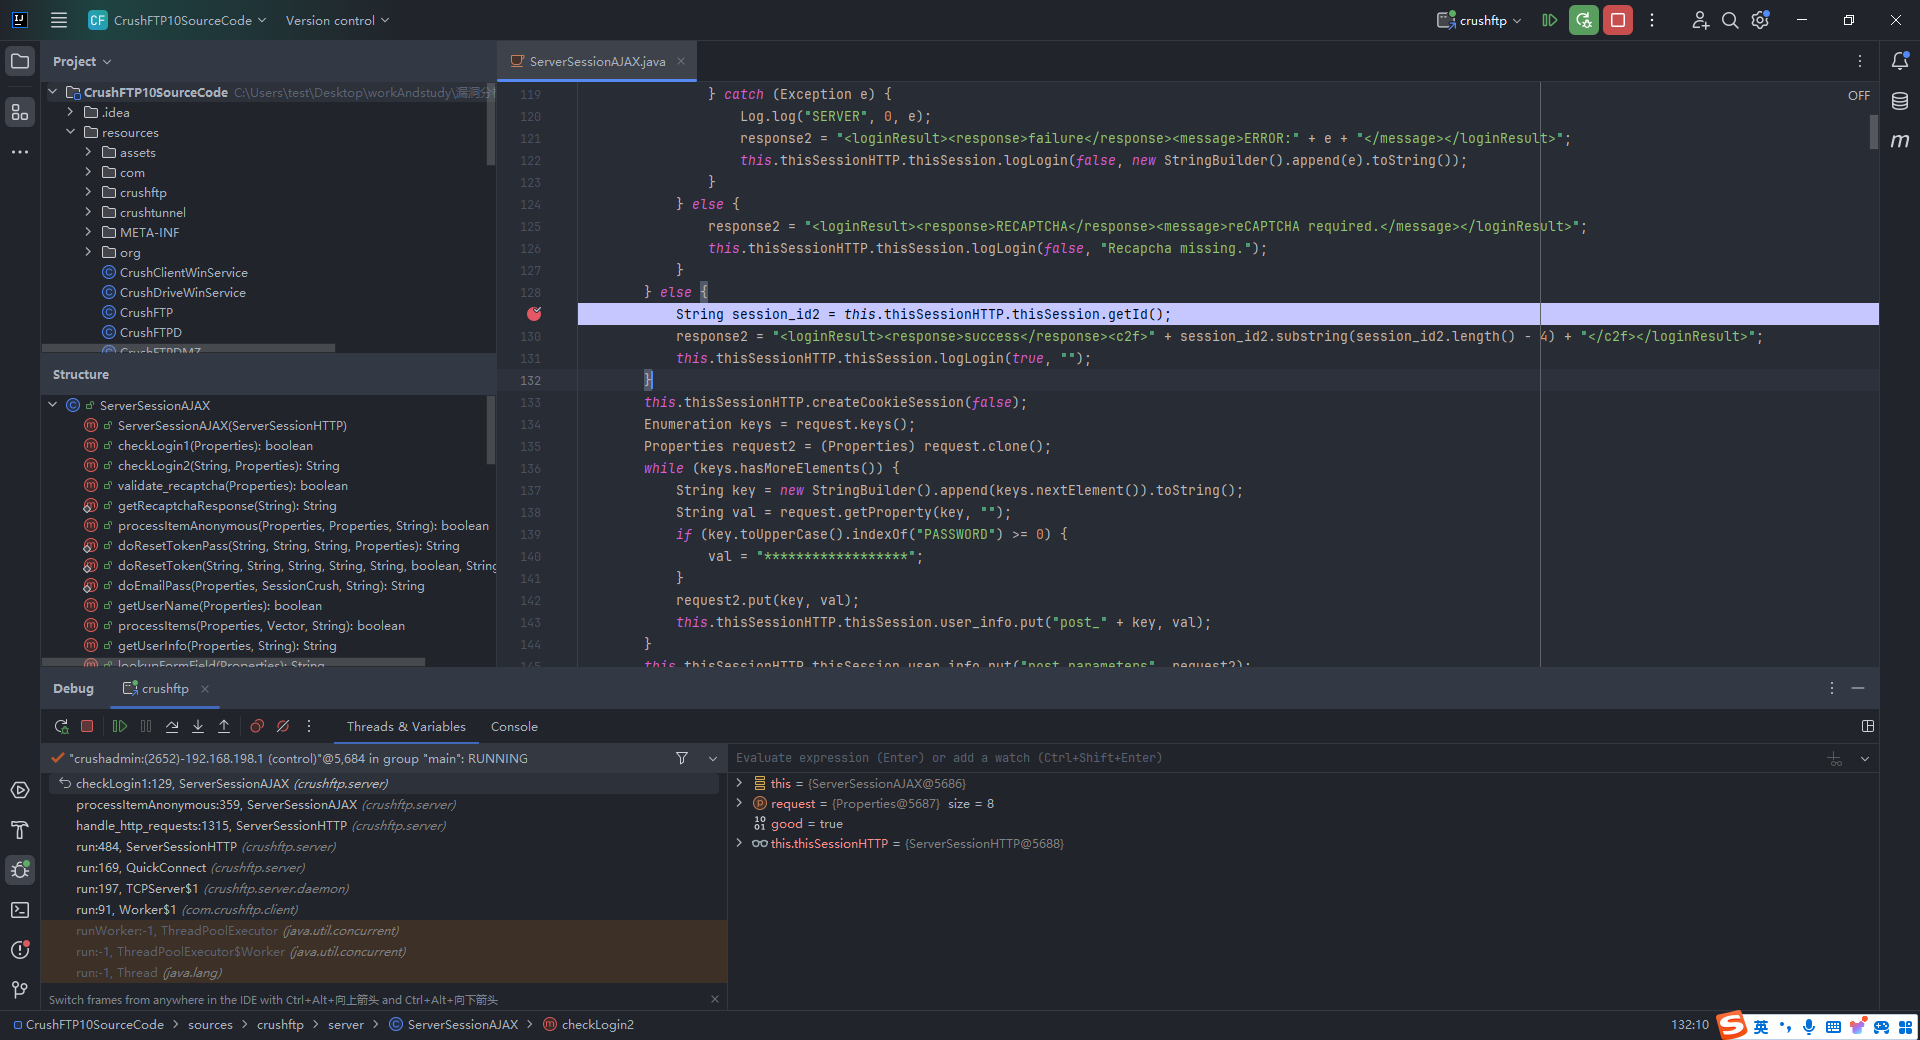 CF CrushFTP10SourceCode Version control crushftp
Project
CrushFTP10SourceCode C:\Users\test\Desktop\workAndstudy\漏洞分
.idea
resources
assets
com
crushftp
crushtunnel
META-INF
org
CrushClientWinService
CrushDriveWinService
CrushFTP
CrushFTPD
CrushFTPDMZ
Structure
ServerSessionAJAX
ServerSessionAJAX(ServerSessionHTTP)
checkLogin1(Properties): boolean
checkLogin2(String, Properties): String
validate_recaptcha(Properties): boolean
getRecaptchaResponse(String): String
processItemAnonymous(Properties, Properties, String): boolean
doResetTokenPass(String, String, String, Properties): String
doResetToken(String, String, String, String, String, boolean, String
doEmailPass(Properties, SessionCrush, String): String
getUserName(Properties): boolean
processItems(Properties, Vector, String): boolean
getUserInfo(Properties, String): String
lookupFormField(Properties): String
ServerSessionAJAX.java
OFF
119 } catch (Exception e) {
120 Log.log("SERVER", 0, e);
121 response2 = "<loginResult><response>failure</response><message>ERROR:" + e + "</message></loginResult>";
122 this.thisSessionHTTP.thisSession.logLogin(false, new StringBuilder().append(e).toString());
123 }
124 } else {
125 response2 = "<loginResult><response>RECAPTCHA</response><message>reCAPTCHA required.</message></loginResult>";
126 this.thisSessionHTTP.thisSession.logLogin(false, "Recapcha missing.");
127 }
128 } else {
String session_id2 = this.thisSessionHTTP.thisSession.getId();
130 response2 = "<loginResult><response>success</response><c2f>" + session_id2.substring(session_id2.length() - 4) + "</c2f></loginResult>";
131 this.thisSessionHTTP.thisSession.logLogin(true, "");
132 }
133 this.thisSessionHTTP.createCookieSession(false);
134 Enumeration keys = request.keys();
135 Properties request2 = (Properties) request.clone();
136 while (keys.hasMoreElements()) {
137 String key = new StringBuilder().append(keys.nextElement()).toString();
138 String val = request.getProperty(key, "");
139 if (key.toUpperCase().indexOf("PASSWORD") >= 0) {
140 val = "******************";
141 }
142 request2.put(key, val);
143 this.thisSessionHTTP.thisSession.user_info.put("post_" + key, val);
144 }
145 this.thisSessionHTTP.thisSession.user_info.put("post_parameters", request2);
Debug crushftp
Threads & Variables Console
"crushadmin:(2652)-192.168.198.1 (control)"@5,684 in group "main": RUNNING
checkLogin1:129, ServerSessionAJAX (crushftp.server)
processItemAnonymous:359, ServerSessionAJAX (crushftp.server)
handle_http_requests:1315, ServerSessionHTTP (crushftp.server)
run:484, ServerSessionHTTP (crushftp.server)
run:169, QuickConnect (crushftp.server)
run:197, TCPServer$1 (crushftp.server.daemon)
run:91, Worker$1 (com.crushftp.client)
runWorker:-1, ThreadPoolExecutor (java.util.concurrent)
run:-1, ThreadPoolExecutor$Worker (java.util.concurrent)
run:-1, Thread (java.lang)
Switch frames from anywhere in the IDE with Ctrl+Alt+向上箭头 and Ctrl+Alt+向下箭头
Evaluate expression (Enter) or add a watch (Ctrl+Shift+Enter)
this = {ServerSessionAJAX@5686}
request = {Properties@5687} size = 8
good = true
this.thisSessionHTTP = {ServerSessionHTTP@5688}
CrushFTP10SourceCode > sources > crushftp > server > ServerSessionAJAX > checkLogin2
132:10
英